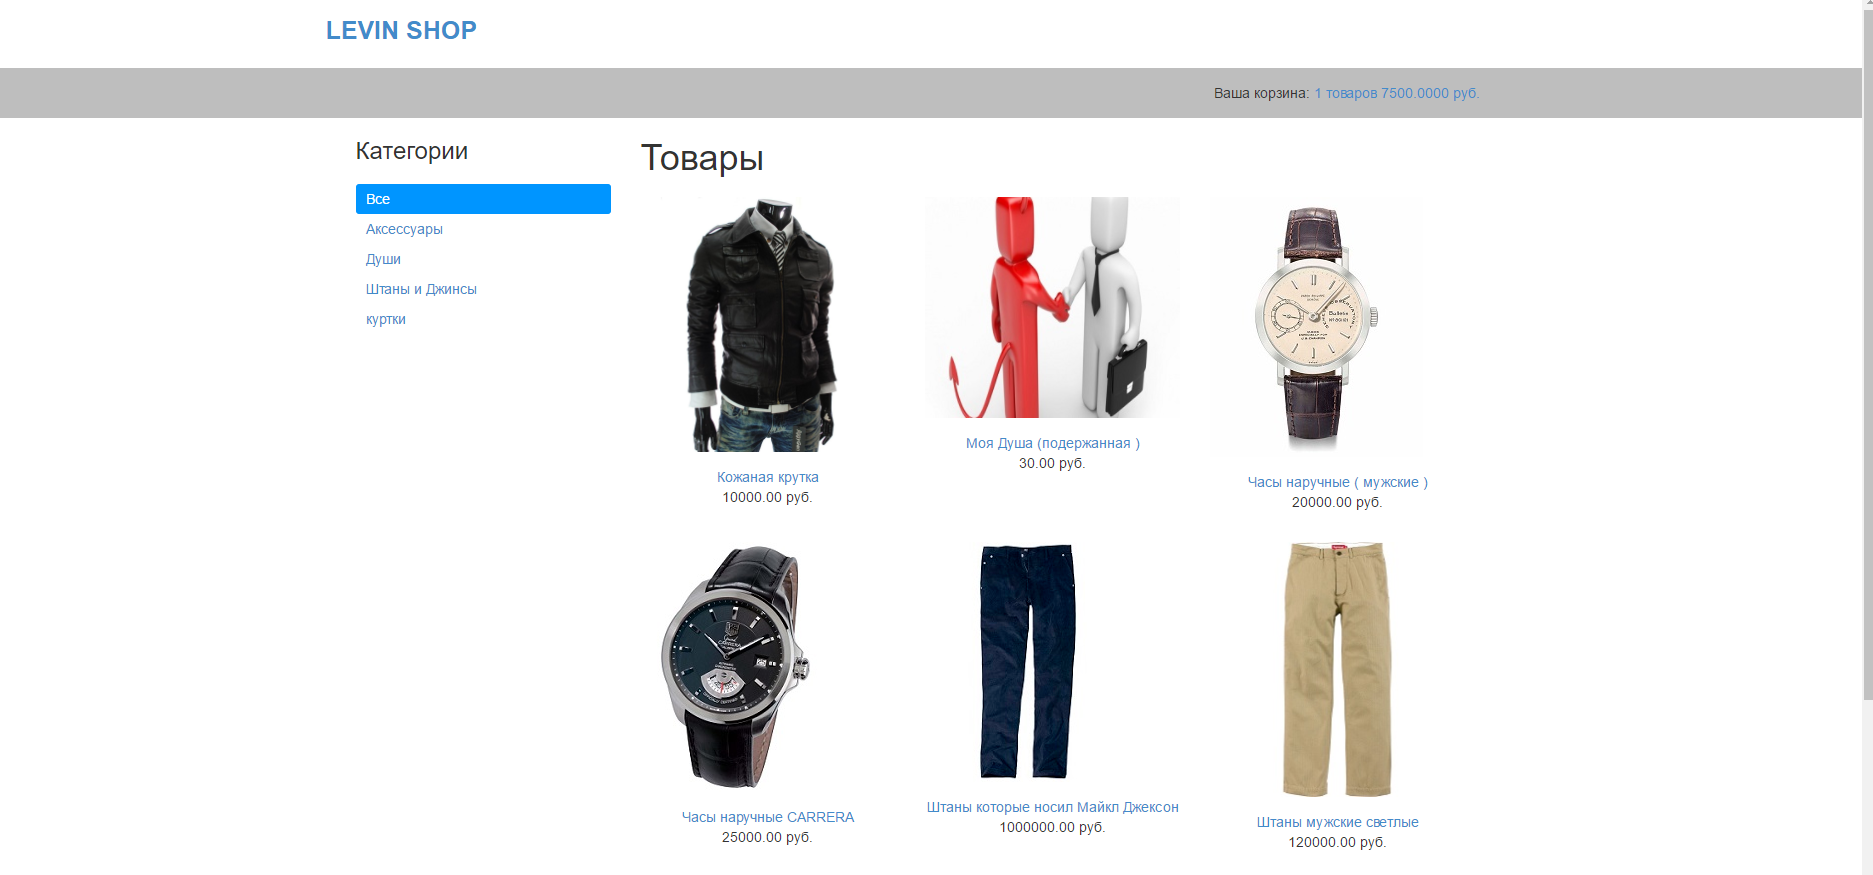 LEVIN SHOP
Ваша корзина: 1 товаров 7500.0000 руб.
Категории
Все
Аксессуары
Души
Штаны и Джинсы
куртки
Товары
Кожаная крутка
10000.00 руб.
Моя Душа (подержанная )
30.00 руб.
Часы наручные ( мужские )
20000.00 руб.
CARRERA
Часы наручные CARRERA
25000.00 руб.
Штаны которые носил Майкл Джексон
1000000.00 руб.
Штаны мужские светлые
120000.00 руб.